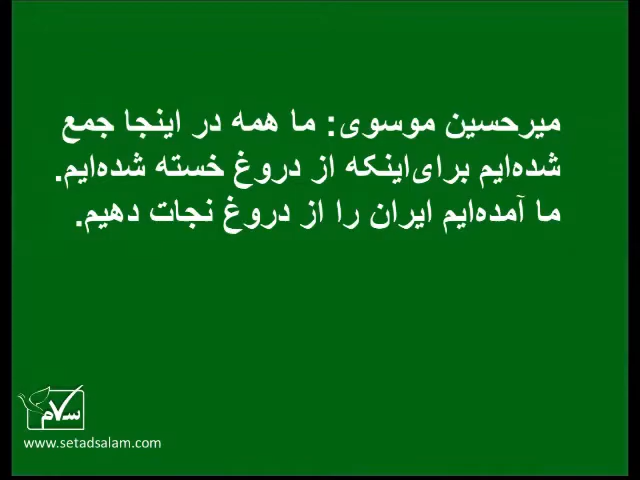 میرحسین موسوی: ما همه در اینجا جمع
شده‌ایم برای‌اینکه از دروغ خسته شده‌ایم.
ما آمده‌ایم ایران را از دروغ نجات دهیم.
سلام
www.setadsalam.com